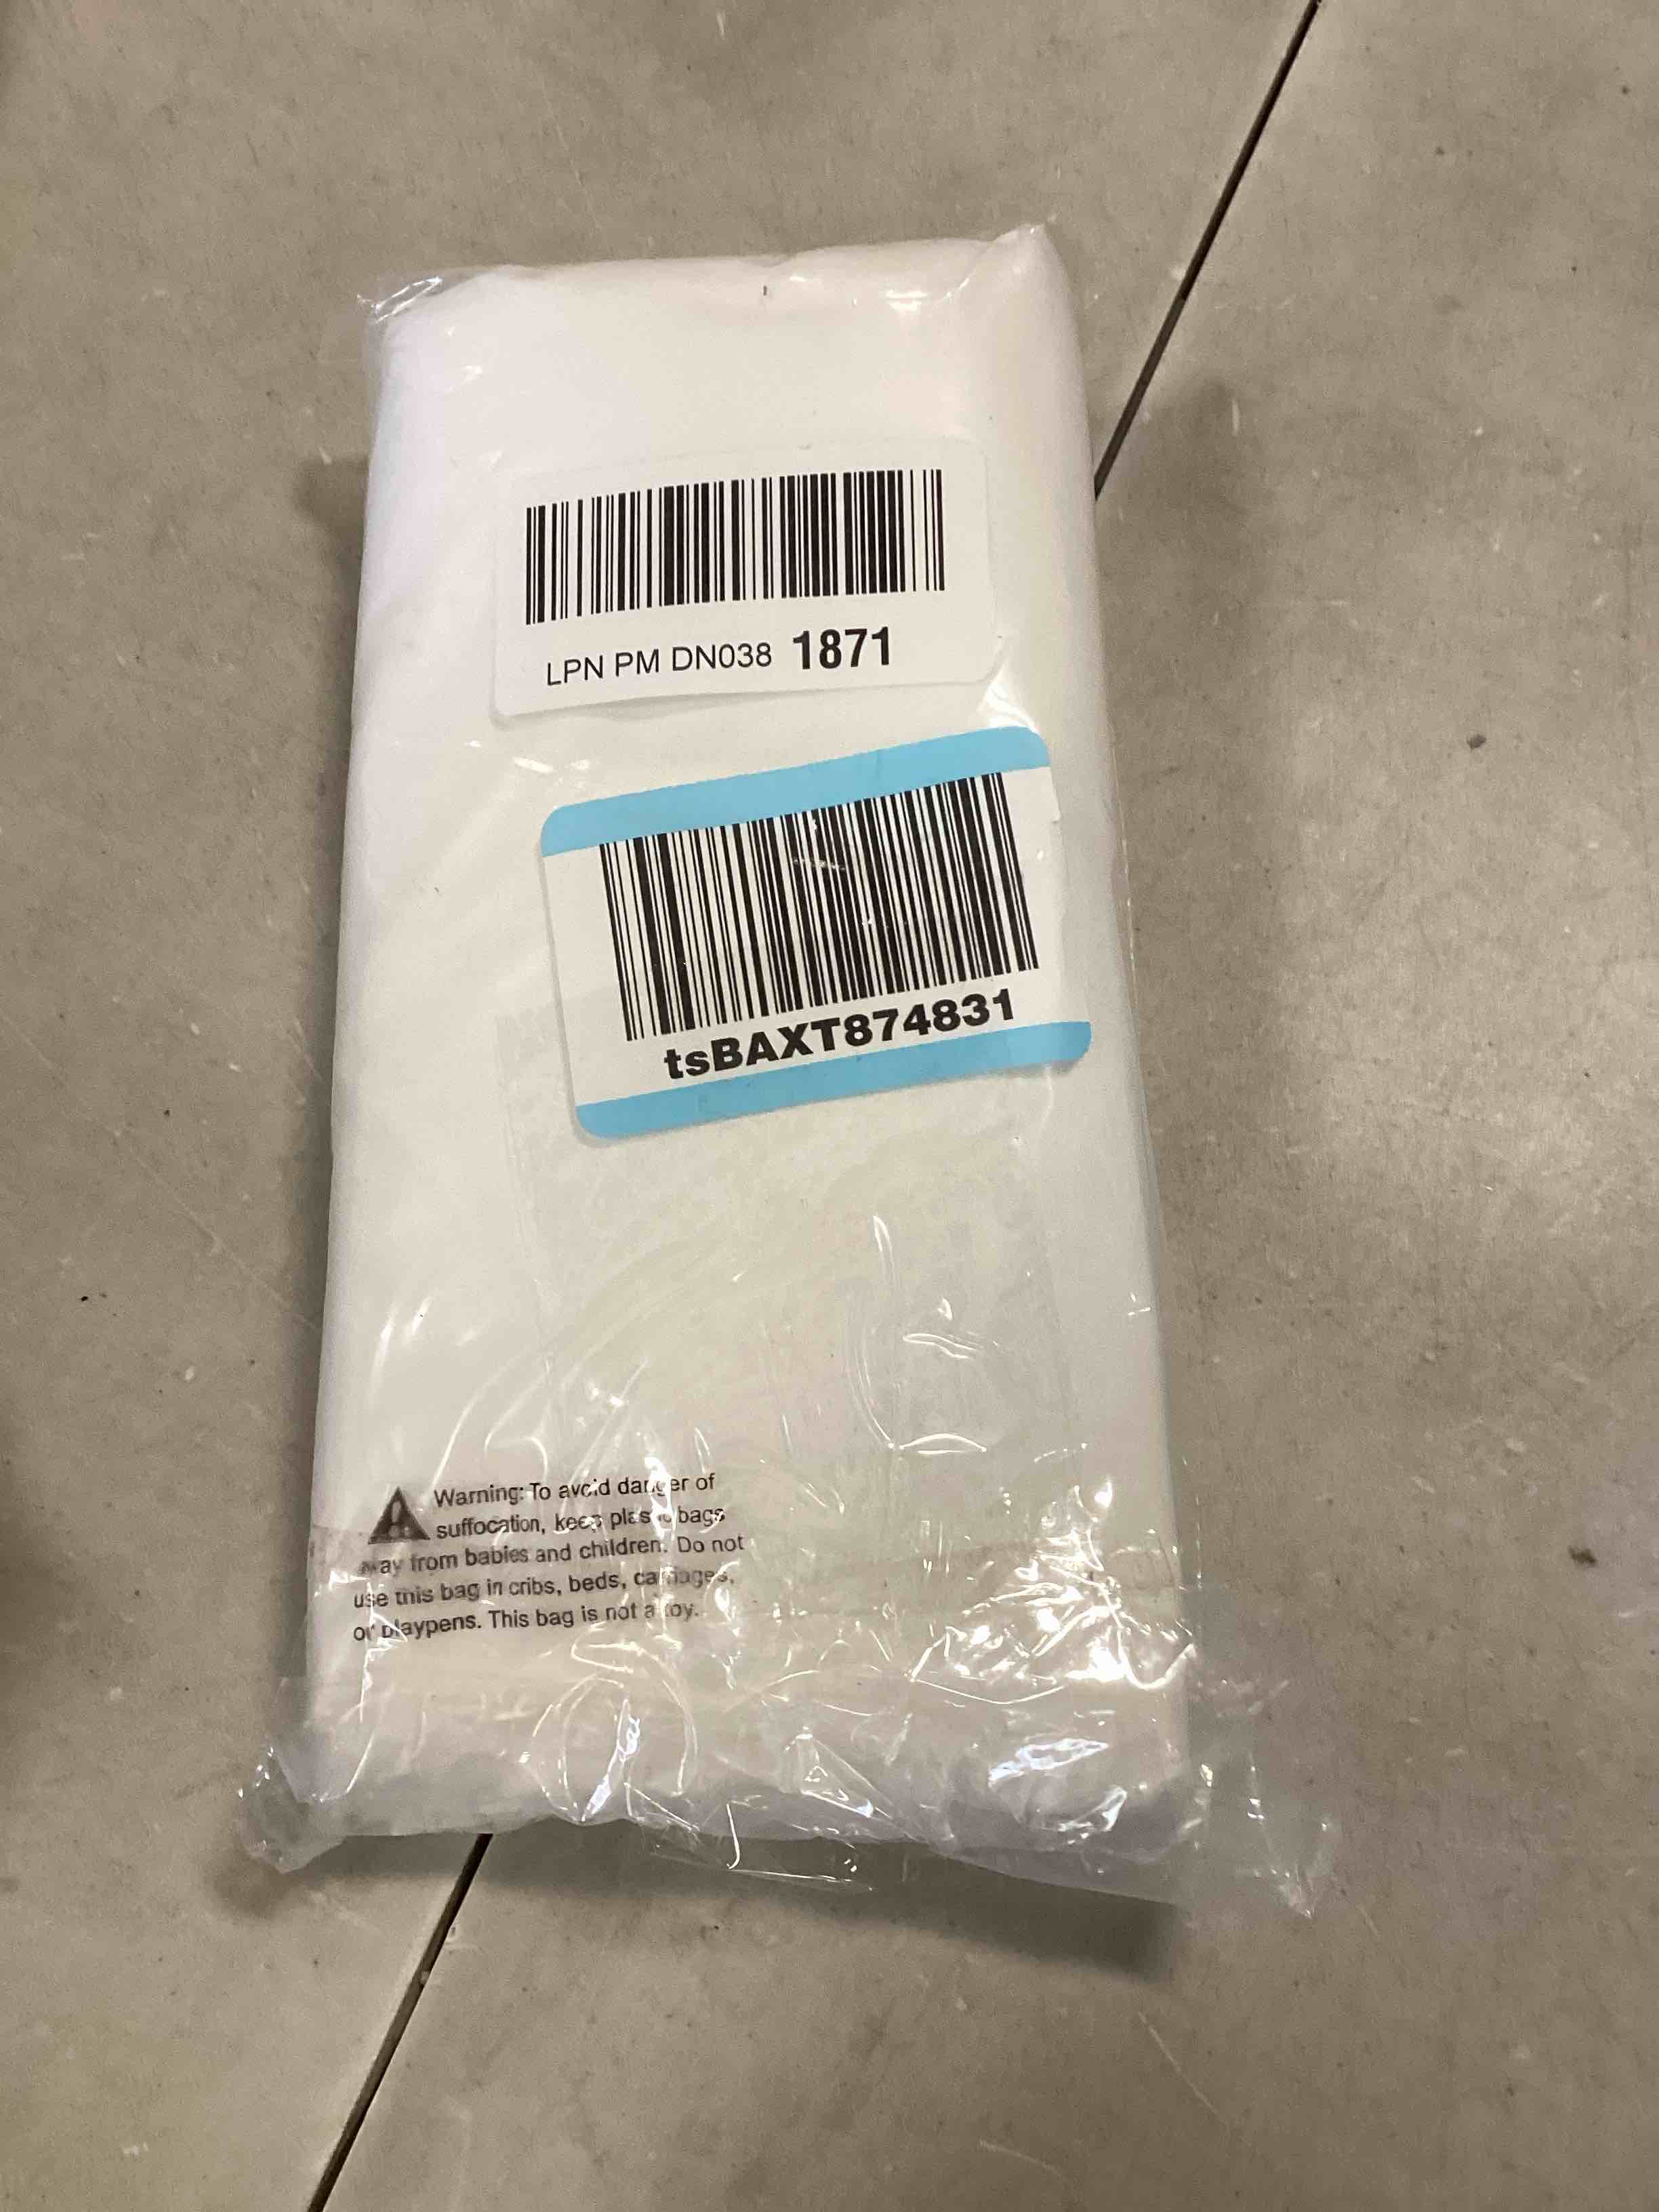 LPN PM DN038 1871
tsBAXT874831
Warning: To avoid danger of
suffocation, keep plastic bags
away from babies and children. Do not
use this bag in cribs, beds, carriages,
or playpens. This bag is not a toy.